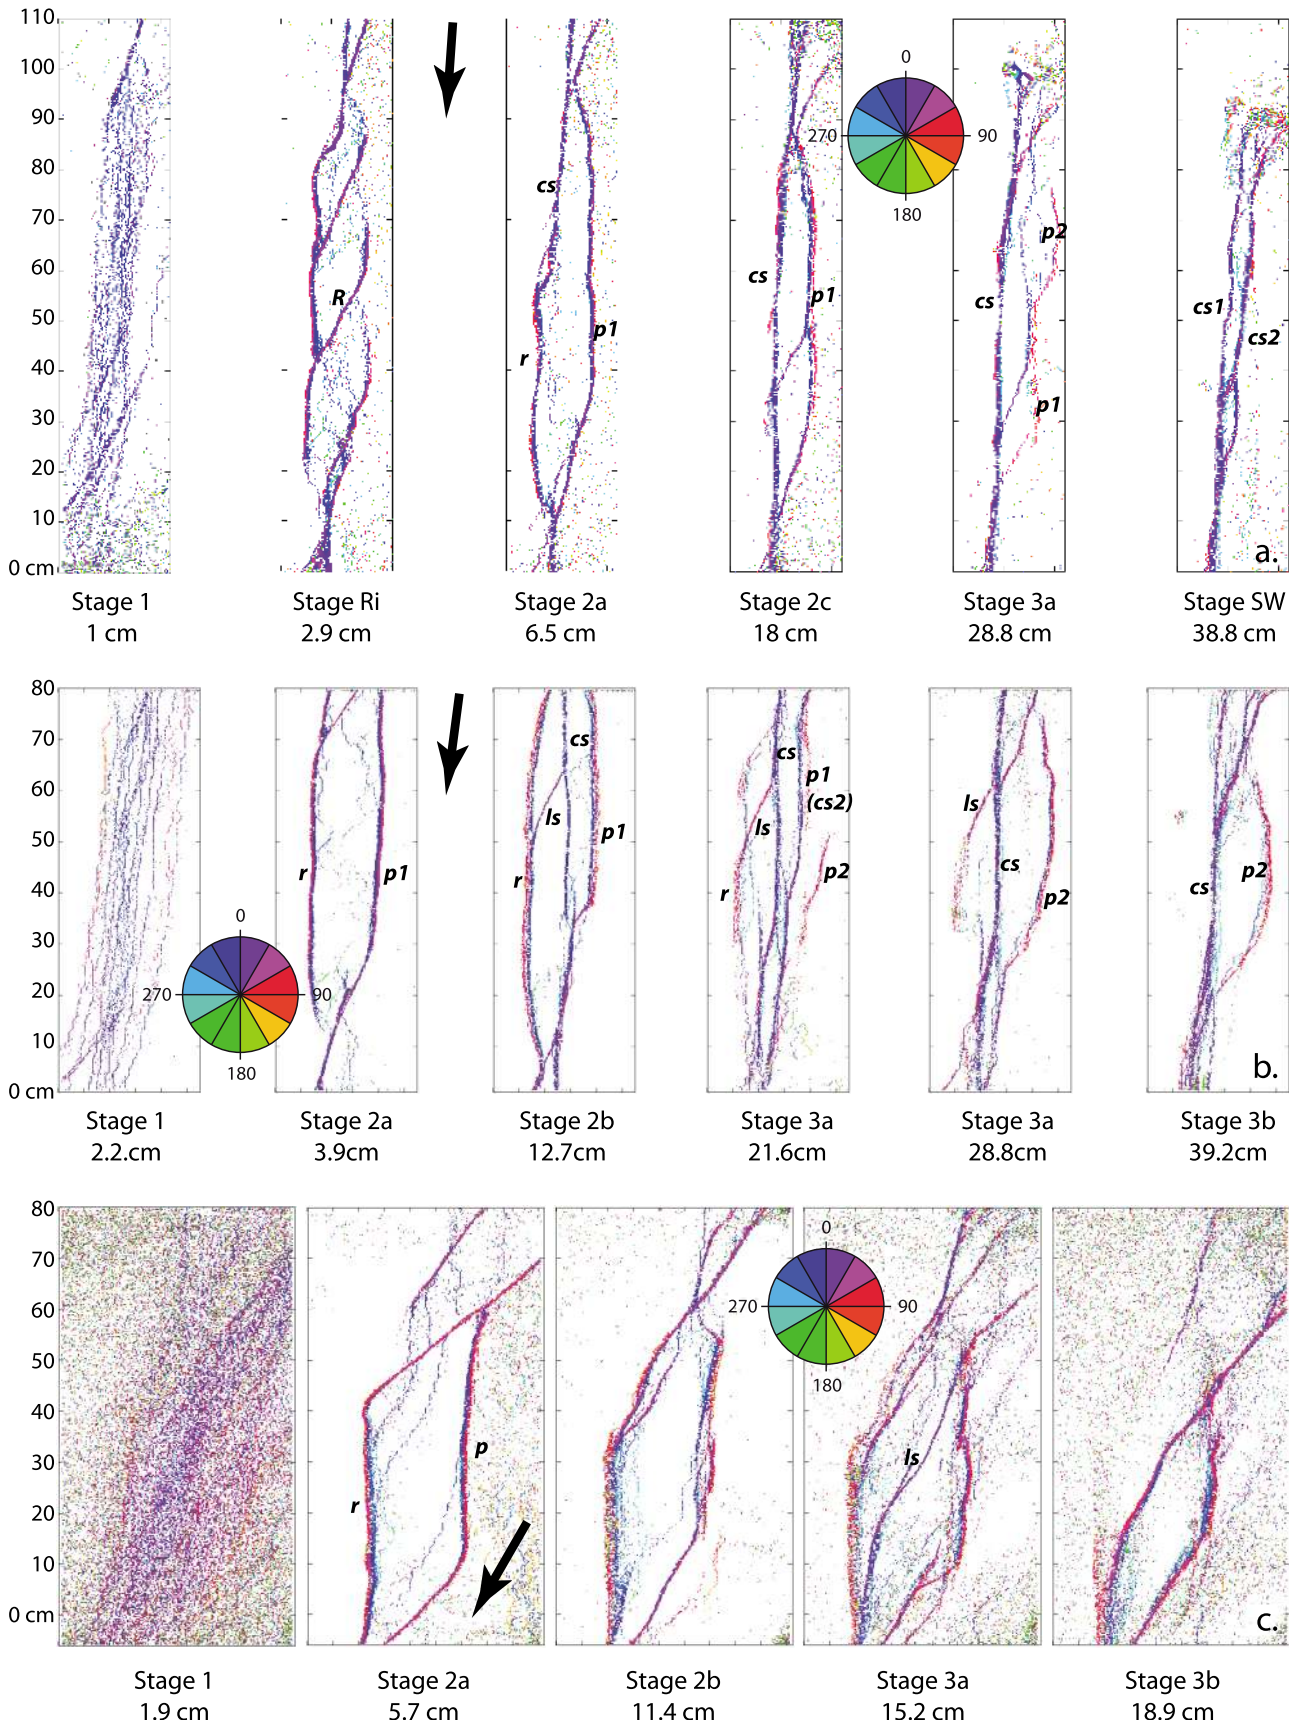 110
100
90
80
70
60
50
40
30
20
10
0 cm
R
cs
r
p1
cs
p1
0
90
180
270
cs
p2
p1
cs1
cs2
a.
Stage 1
1 cm
Stage Ri
2.9 cm
Stage 2a
6.5 cm
Stage 2c
18 cm
Stage 3a
28.8 cm
Stage SW
38.8 cm
80
70
60
50
40
30
20
10
0 cm
0
90
180
270
r
p1
cs
ls
r
p1
cs
p1
(cs2)
ls
r
p2
ls
cs
p2
cs
p2
b.
Stage 1
2.2.cm
Stage 2a
3.9cm
Stage 2b
12.7cm
Stage 3a
21.6cm
Stage 3a
28.8cm
Stage 3b
39.2cm
80
70
60
50
40
30
20
10
0 cm
r
p
0
90
180
270
ls
c.
Stage 1
1.9 cm
Stage 2a
5.7 cm
Stage 2b
11.4 cm
Stage 3a
15.2 cm
Stage 3b
18.9 cm